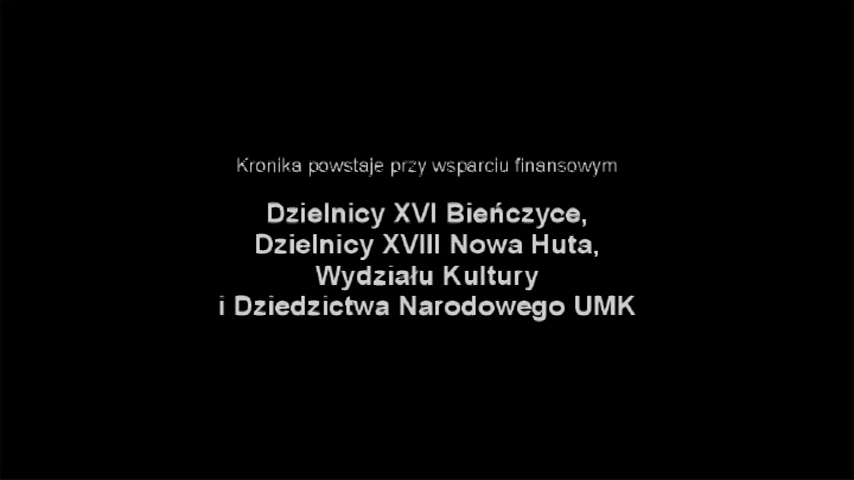 Kronika powstaje przy wsparciu finansowym
Dzielnicy XVI Bieńczyce,
Dzielnicy XVIII Nowa Huta,
Wydziału Kultury
i Dziedzictwa Narodowego UMK